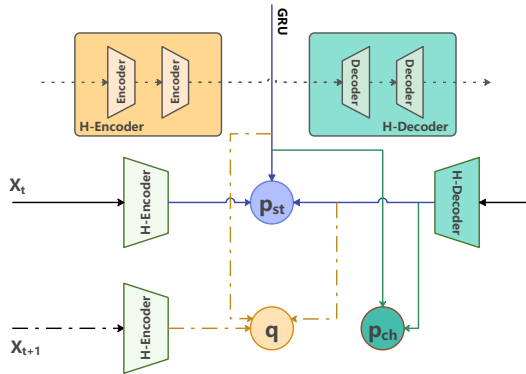 GRU
Encoder
Encoder
H-Encoder
Decoder
Decoder
H-Decoder
Xt
H-Encoder
pst
H-Decoder
Xt+1
H-Encoder
q
pch